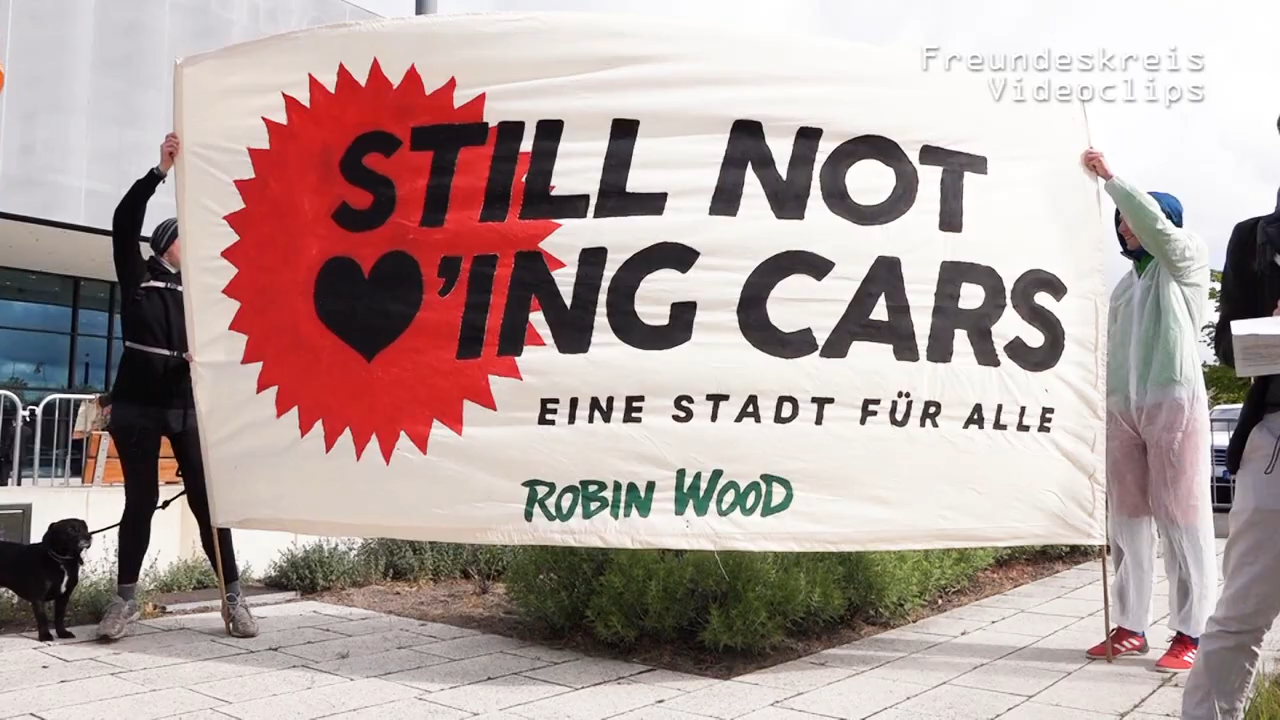 Freundeskreis
Videoclips
STILL NOT
♥'ING CARS
EINE STADT FÜR ALLE
ROBIN WOOD